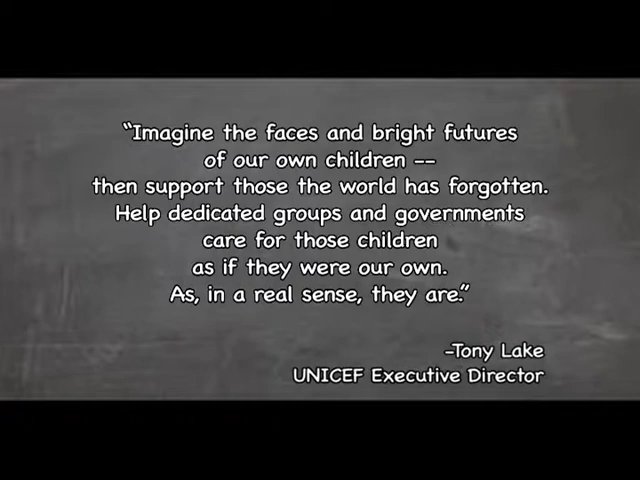 “Imagine the faces and bright futures
of our own children --
then support those the world has forgotten.
Help dedicated groups and governments
care for those children
as if they were our own.
As, in a real sense, they are.”
-Tony Lake
UNICEF Executive Director